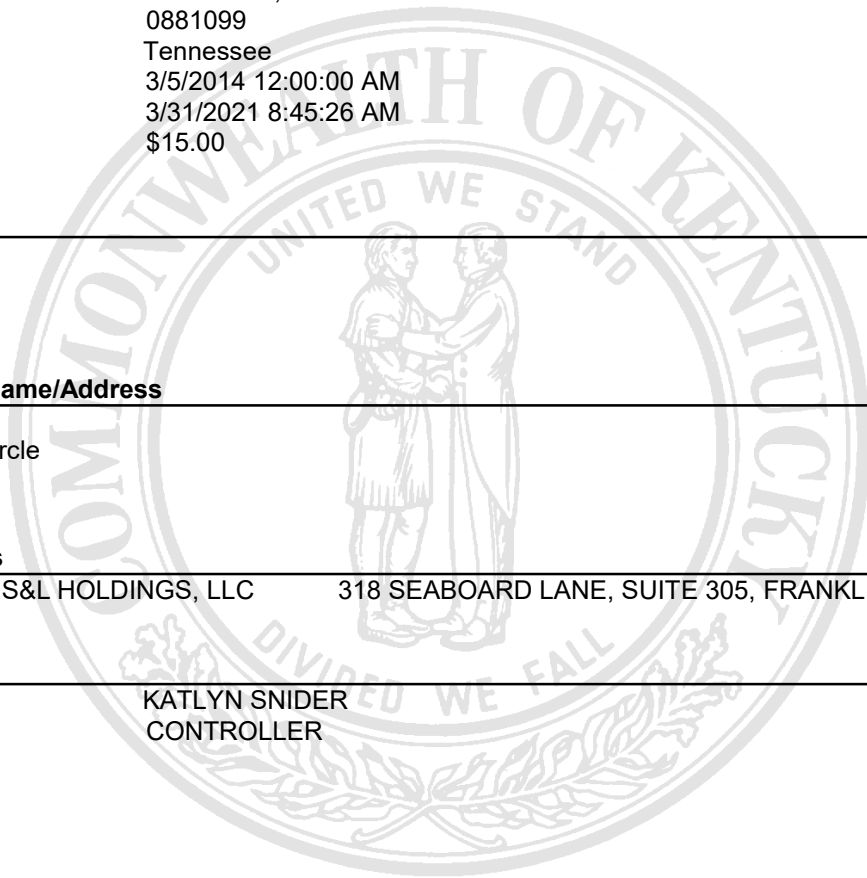 0881099
Tennessee
3/5/2014 12:00:00 AM
3/31/2021 8:45:26 AM
$15.00
COMMONWEALTH OF KENTUCKY
UNITED WE STAND
ame/Address
rcle
s
S&L HOLDINGS, LLC 318 SEABOARD LANE, SUITE 305, FRANKL
DIVIDED WE FALL
KATLYN SNIDER
CONTROLLER